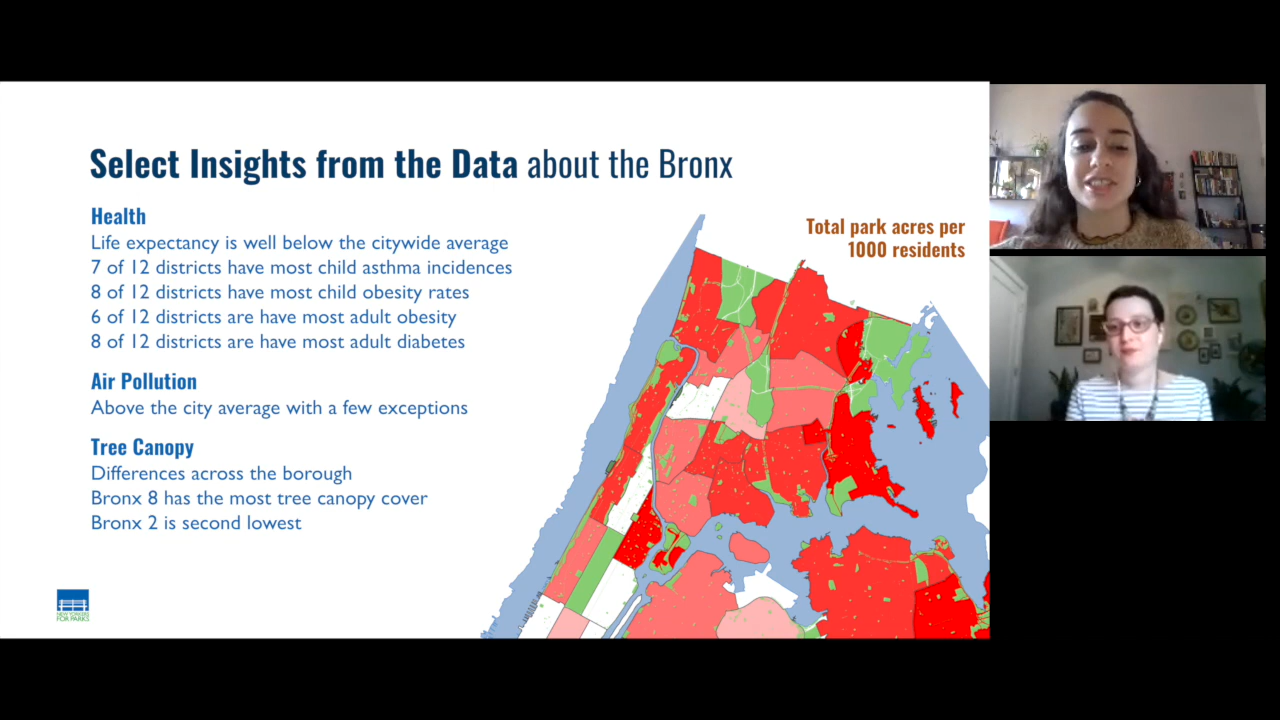 Select Insights from the Data about the Bronx
Health
Life expectancy is well below the citywide average
7 of 12 districts have most child asthma incidences
8 of 12 districts have most child obesity rates
6 of 12 districts are have most adult obesity
8 of 12 districts are have most adult diabetes
Air Pollution
Above the city average with a few exceptions
Tree Canopy
Differences across the borough
Bronx 8 has the most tree canopy cover
Bronx 2 is second lowest
Total park acres per
1000 residents
NEW YORKERS
FOR PARKS